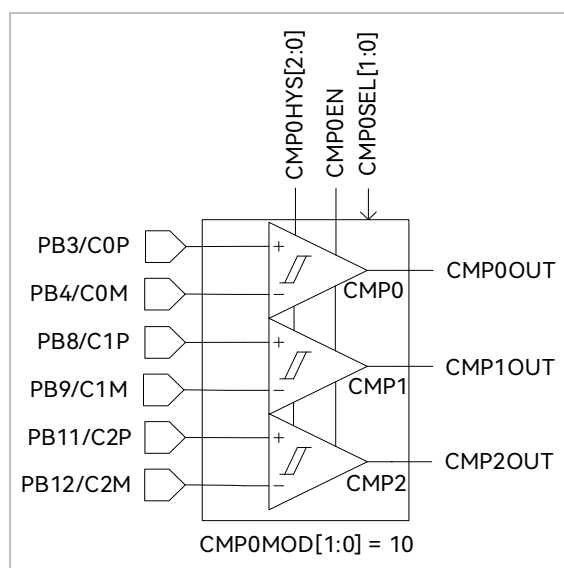 CMP0HYS[2:0]
CMP0EN
CMP0SEL[1:0]
PB3/C0P
+
CMP0OUT
PB4/C0M
−
CMP0
PB8/C1P
+
CMP1OUT
PB9/C1M
−
CMP1
PB11/C2P
+
CMP2OUT
PB12/C2M
−
CMP2
CMP0MOD[1:0] = 10